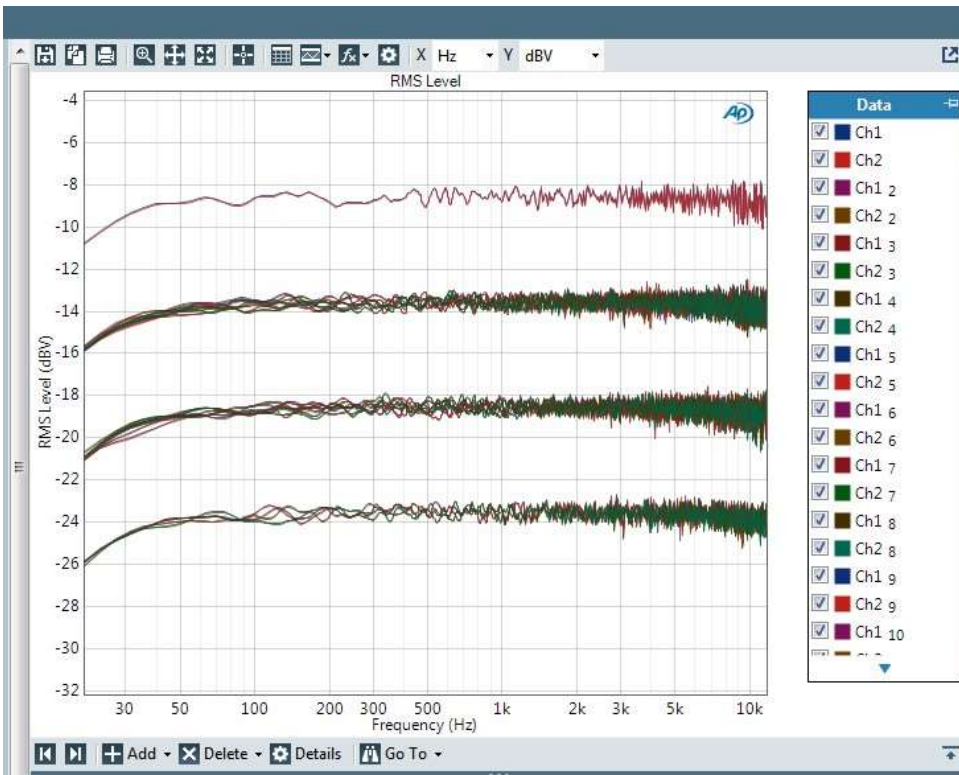 X Hz Y dBV
RMS Level
-4
-6
-8
-10
-12
-14
-16
-18
-20
-22
-24
-26
-28
-30
-32
RMS Level (dBV)
30 50 100 200 300 500 1k 2k 3k 5k 10k
Frequency (Hz)
Ap
Data
Ch1
Ch2
Ch1 2
Ch2 2
Ch1 3
Ch2 3
Ch1 4
Ch2 4
Ch1 5
Ch2 5
Ch1 6
Ch2 6
Ch1 7
Ch2 7
Ch1 8
Ch2 8
Ch1 9
Ch2 9
Ch1 10
Add Delete Details Go To